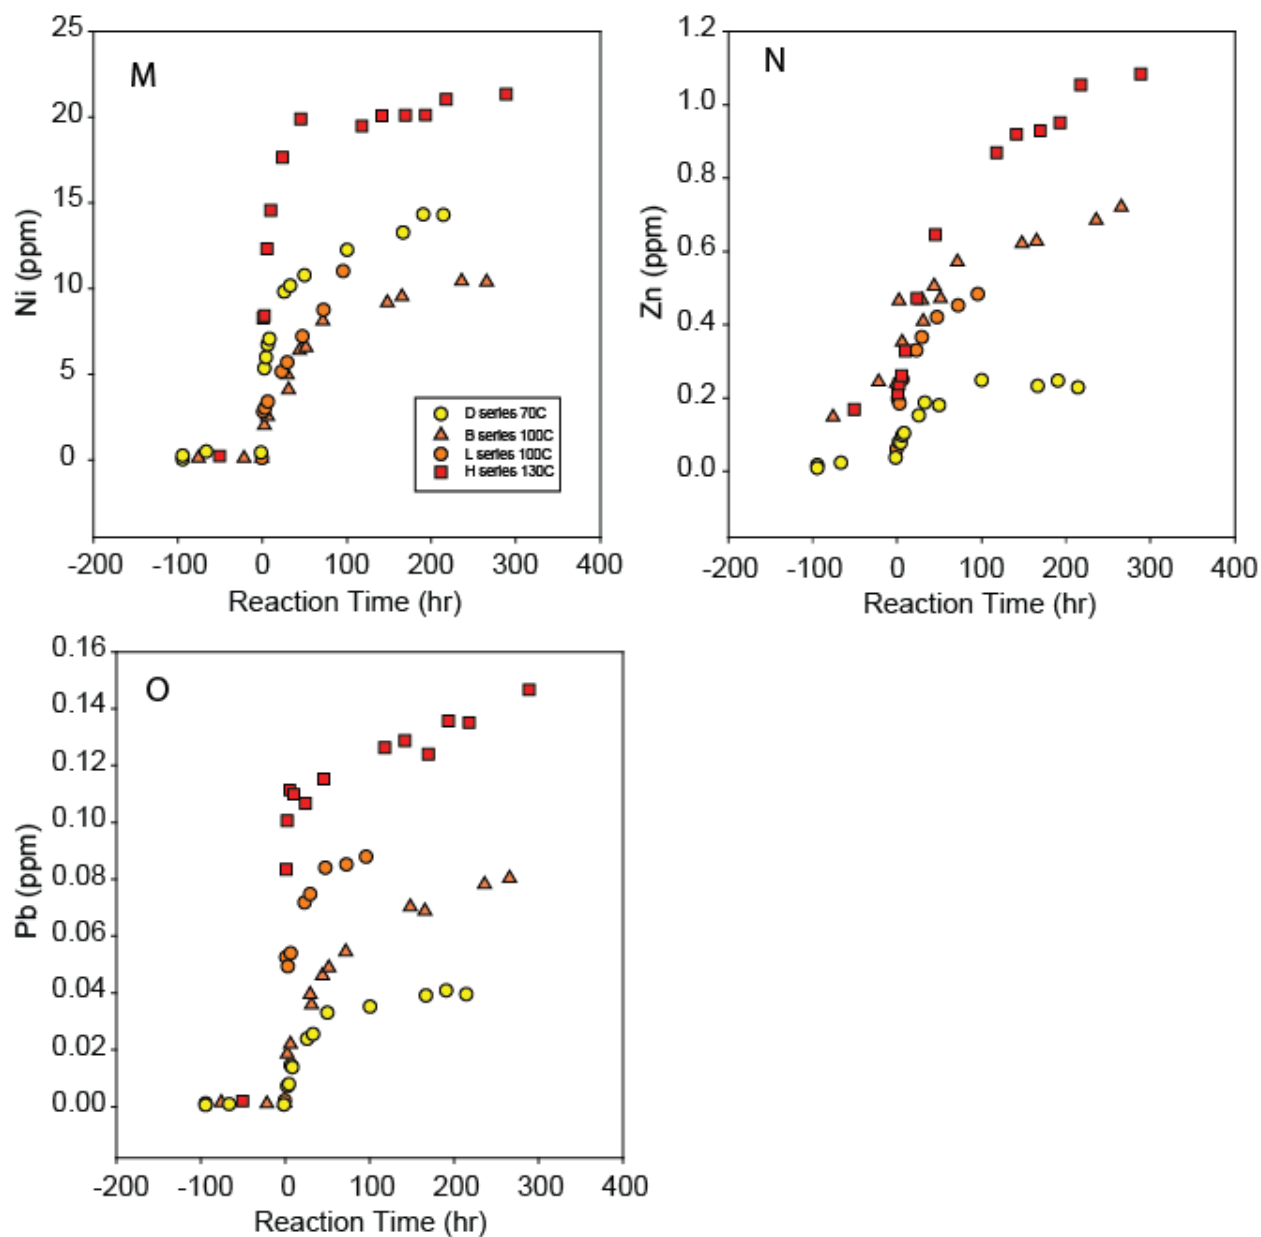 M
25
20
15
10
5
0
Ni (ppm)
-200 -100 0 100 200 300 400
Reaction Time (hr)
D series 70C
B series 100C
L series 100C
H series 130C
N
1.2
1.0
0.8
0.6
0.4
0.2
0.0
Zn (ppm)
-200 -100 0 100 200 300 400
Reaction Time (hr)
O
0.16
0.14
0.12
0.10
0.08
0.06
0.04
0.02
0.00
Pb (ppm)
-200 -100 0 100 200 300 400
Reaction Time (hr)